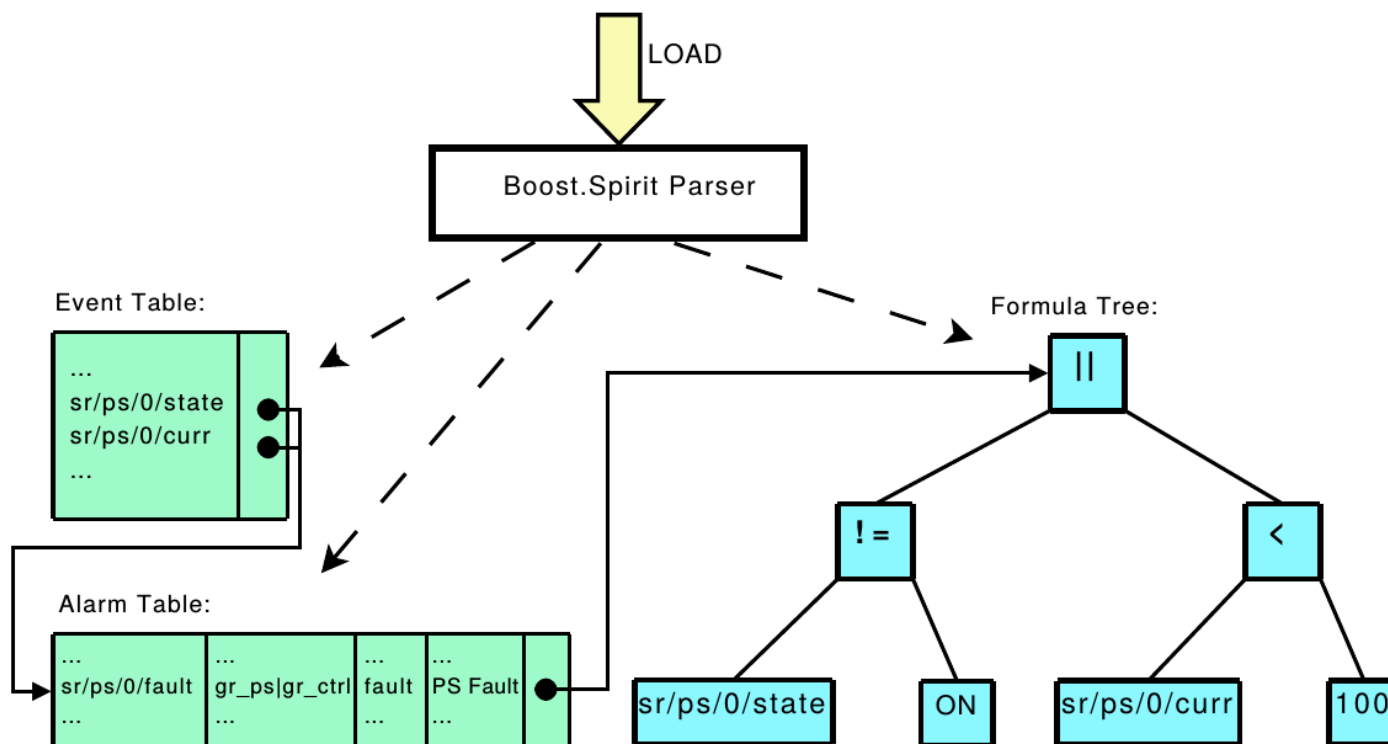 LOAD
Boost.Spirit Parser
Event Table:
...
sr/ps/0/state
sr/ps/0/curr
...
Formula Tree:
||
!=
<
sr/ps/0/state
ON
sr/ps/0/curr
100
Alarm Table:
... ... ... ...
sr/ps/0/fault gr_ps|gr_ctrl fault PS Fault
... ... ... ...